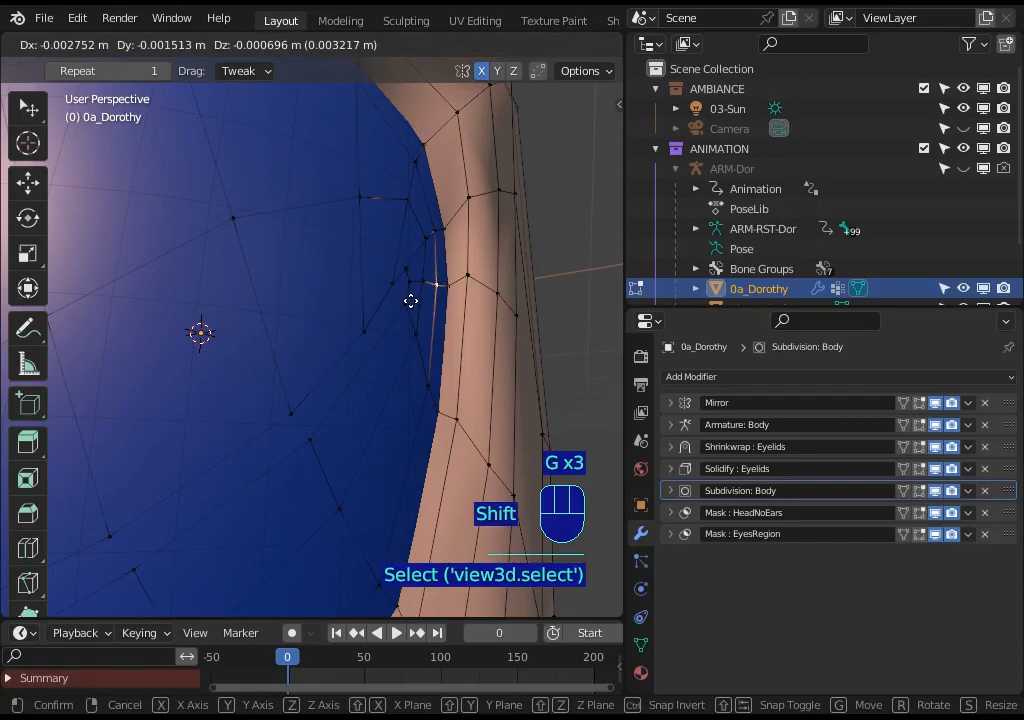 File Edit Render Window Help Layout Modeling Sculpting UV Editing Texture Paint Sh Scene ViewLayer
Dx: -0.002752 m Dy: -0.001513 m Dz: -0.000696 m (0.003217 m)
Repeat 1 Drag: Tweak X Y Z Options
User Perspective
(0) 0a_Dorothy
Scene Collection
AMBIANCE
03-Sun
Camera
ANIMATION
ARM-Dor
Animation
PoseLib
ARM-RST-Dor 99
Pose
Bone Groups 7
0a_Dorothy
0a_Dorothy > Subdivision: Body
Add Modifier
Mirror
Armature: Body
Shrinkwrap : Eyelids
Solidify : Eyelids
Subdivision: Body
Mask : HeadNoEars
Mask : EyesRegion
G x3
Shift
Select ('view3d.select')
Playback Keying View Marker 0 Start
-50 0 50 100 150 200
Summary
Confirm Cancel X X Axis Y Y Axis Z Z Axis X X Plane Y Y Plane Z Z Plane Ctrl Snap Invert Snap Toggle G Move R Rotate S Resize